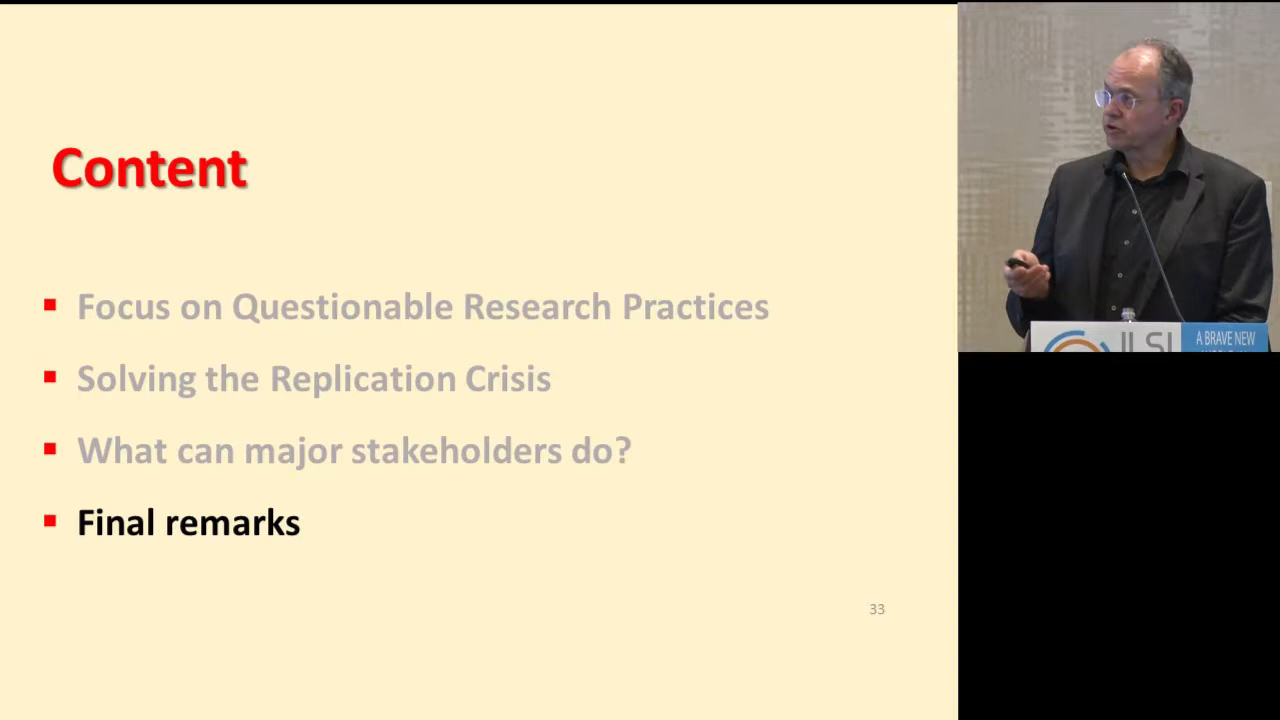 Content
Focus on Questionable Research Practices
Solving the Replication Crisis
What can major stakeholders do?
Final remarks
33
ILSI
A BRAVE NEW